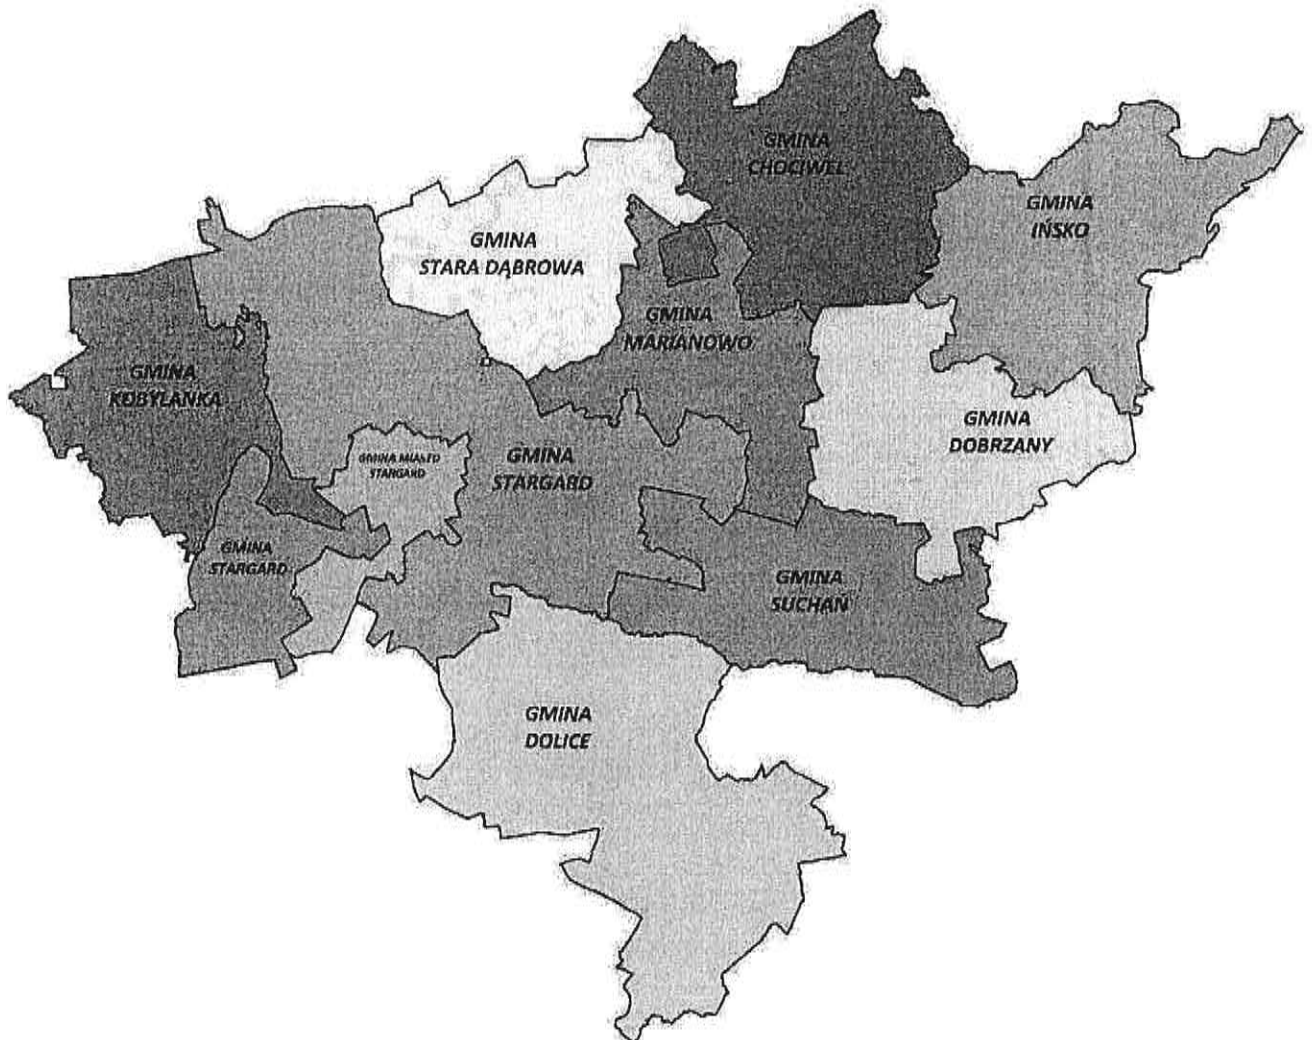 GMINA
CHOCIWEL
GMINA
IŃSKO
GMINA
STARA DĄBROWA
GMINA
MARIANOWO
GMINA
KOBYLANKA
GMINA
DOBRZANY
GMINA MIASTO
STARGARD
GMINA
STARGARD
GMINA
STARGARD
GMINA
SUCHAŃ
GMINA
DOLICE